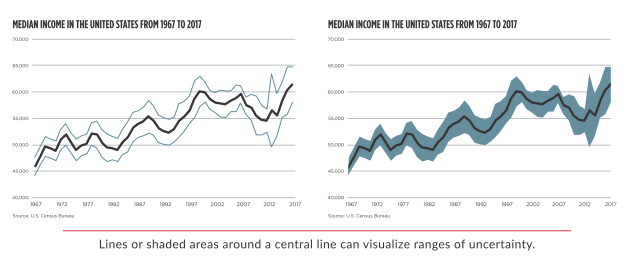 MEDIAN INCOME IN THE UNITED STATES FROM 1967 TO 2017
70,000
65,000
60,000
55,000
50,000
45,000
40,000
1967 1972 1977 1982 1987 1992 1997 2002 2007 2012 2017
Source: U.S. Census Bureau
MEDIAN INCOME IN THE UNITED STATES FROM 1967 TO 2017
70,000
65,000
60,000
55,000
50,000
45,000
40,000
1967 1972 1977 1982 1987 1992 1997 2002 2007 2012 2017
Source: U.S. Census Bureau
Lines or shaded areas around a central line can visualize ranges of uncertainty.